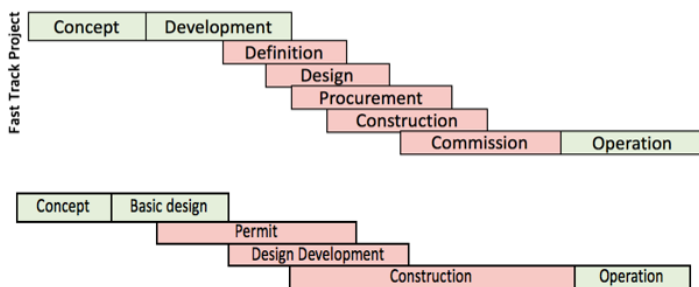 Fast Track Project
Concept Development
Definition
Design
Procurement
Construction
Commission Operation
Concept Basic design
Permit
Design Development
Construction Operation